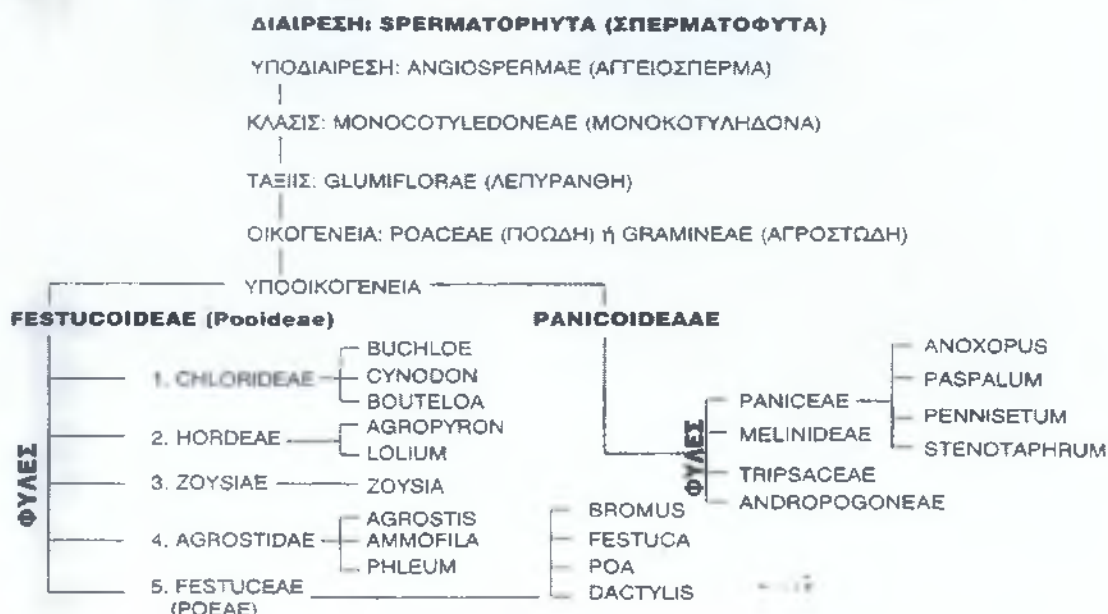 ΔΙΑΙΡΕΣΗ: SPERMATOPHYTA (ΣΠΕΡΜΑΤΟΦΥΤΑ)
ΥΠΟΔΙΑΙΡΕΣΗ: ANGIOSPERMAE (ΑΓΓΕΙΟΣΠΕΡΜΑ)
ΚΛΑΣΙΣ: MONOCOTYLEDONEAE (ΜΟΝΟΚΟΤΥΛΗΔΟΝΑ)
ΤΑΞΙΙΣ: GLUMIFLORAE (ΛΕΠΥΡΑΝΘΗ)
ΟΙΚΟΓΕΝΕΙΑ: POACEAE (ΠΟΩΔΗ) ή GRAMINEAE (ΑΓΡΟΣΤΩΔΗ)
ΥΠΟΟΙΚΟΓΕΝΕΙΑ
FESTUCOIDEAE (Pooideae)
ΦΥΛΕΣ
1. CHLORIDEAE
BUCHLOE
CYNODON
BOUTELOA
2. HORDEAE
AGROPYRON
LOLIUM
3. ZOYSIAE
ZOYSIA
4. AGROSTIDAE
AGROSTIS
AMMOFILA
PHLEUM
5. FESTUCEAE
(POEAE)
BROMUS
FESTUCA
POA
DACTYLIS
PANICOIDEAAE
ΦΥΛΕΣ
PANICEAE
MELINIDEAE
TRIPSACEAE
ANDROPOGONEAE
ANOXOPUS
PASPALUM
PENNISETUM
STENOTAPHRUM